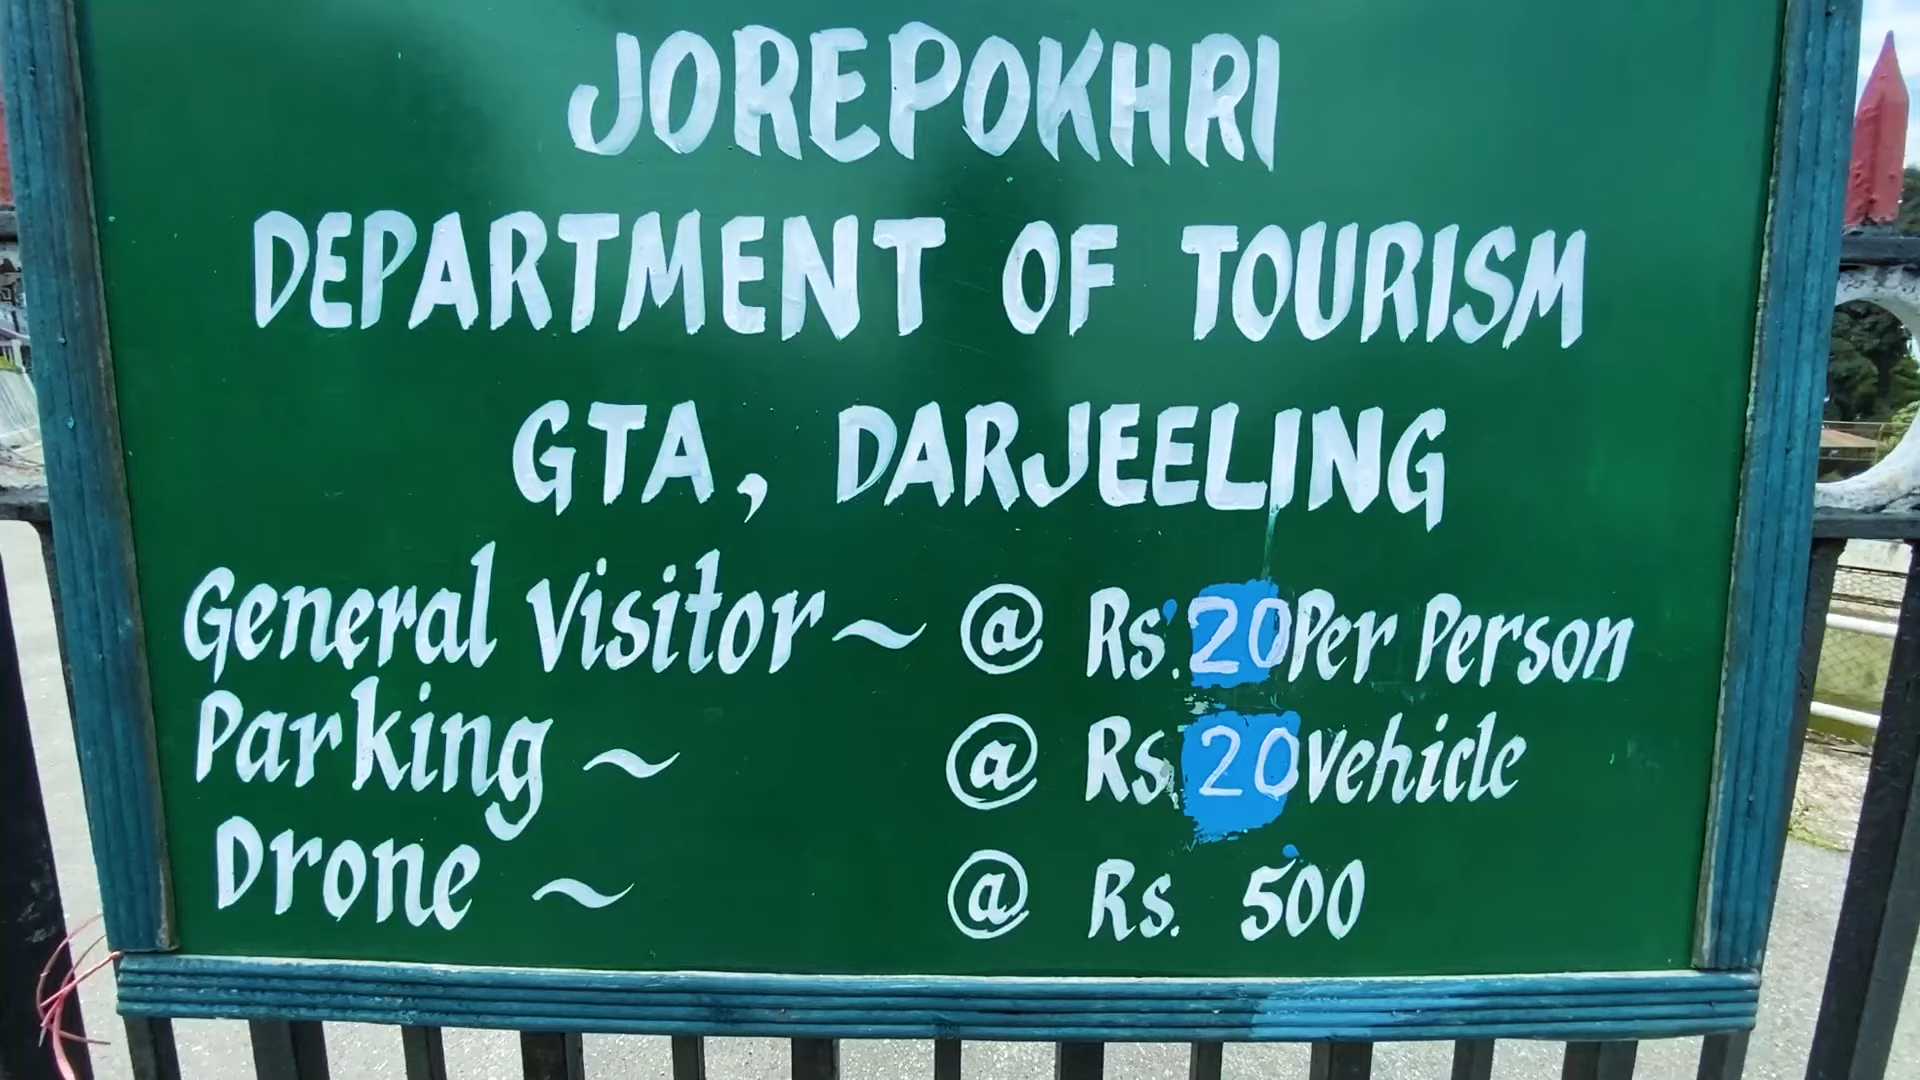 JOREPOKHRI
DEPARTMENT OF TOURISM
GTA, DARJEELING
General Visitor ~ @ Rs. 20 Per Person
Parking ~ @ Rs. 20 Vehicle
Drone ~ @ Rs. 500